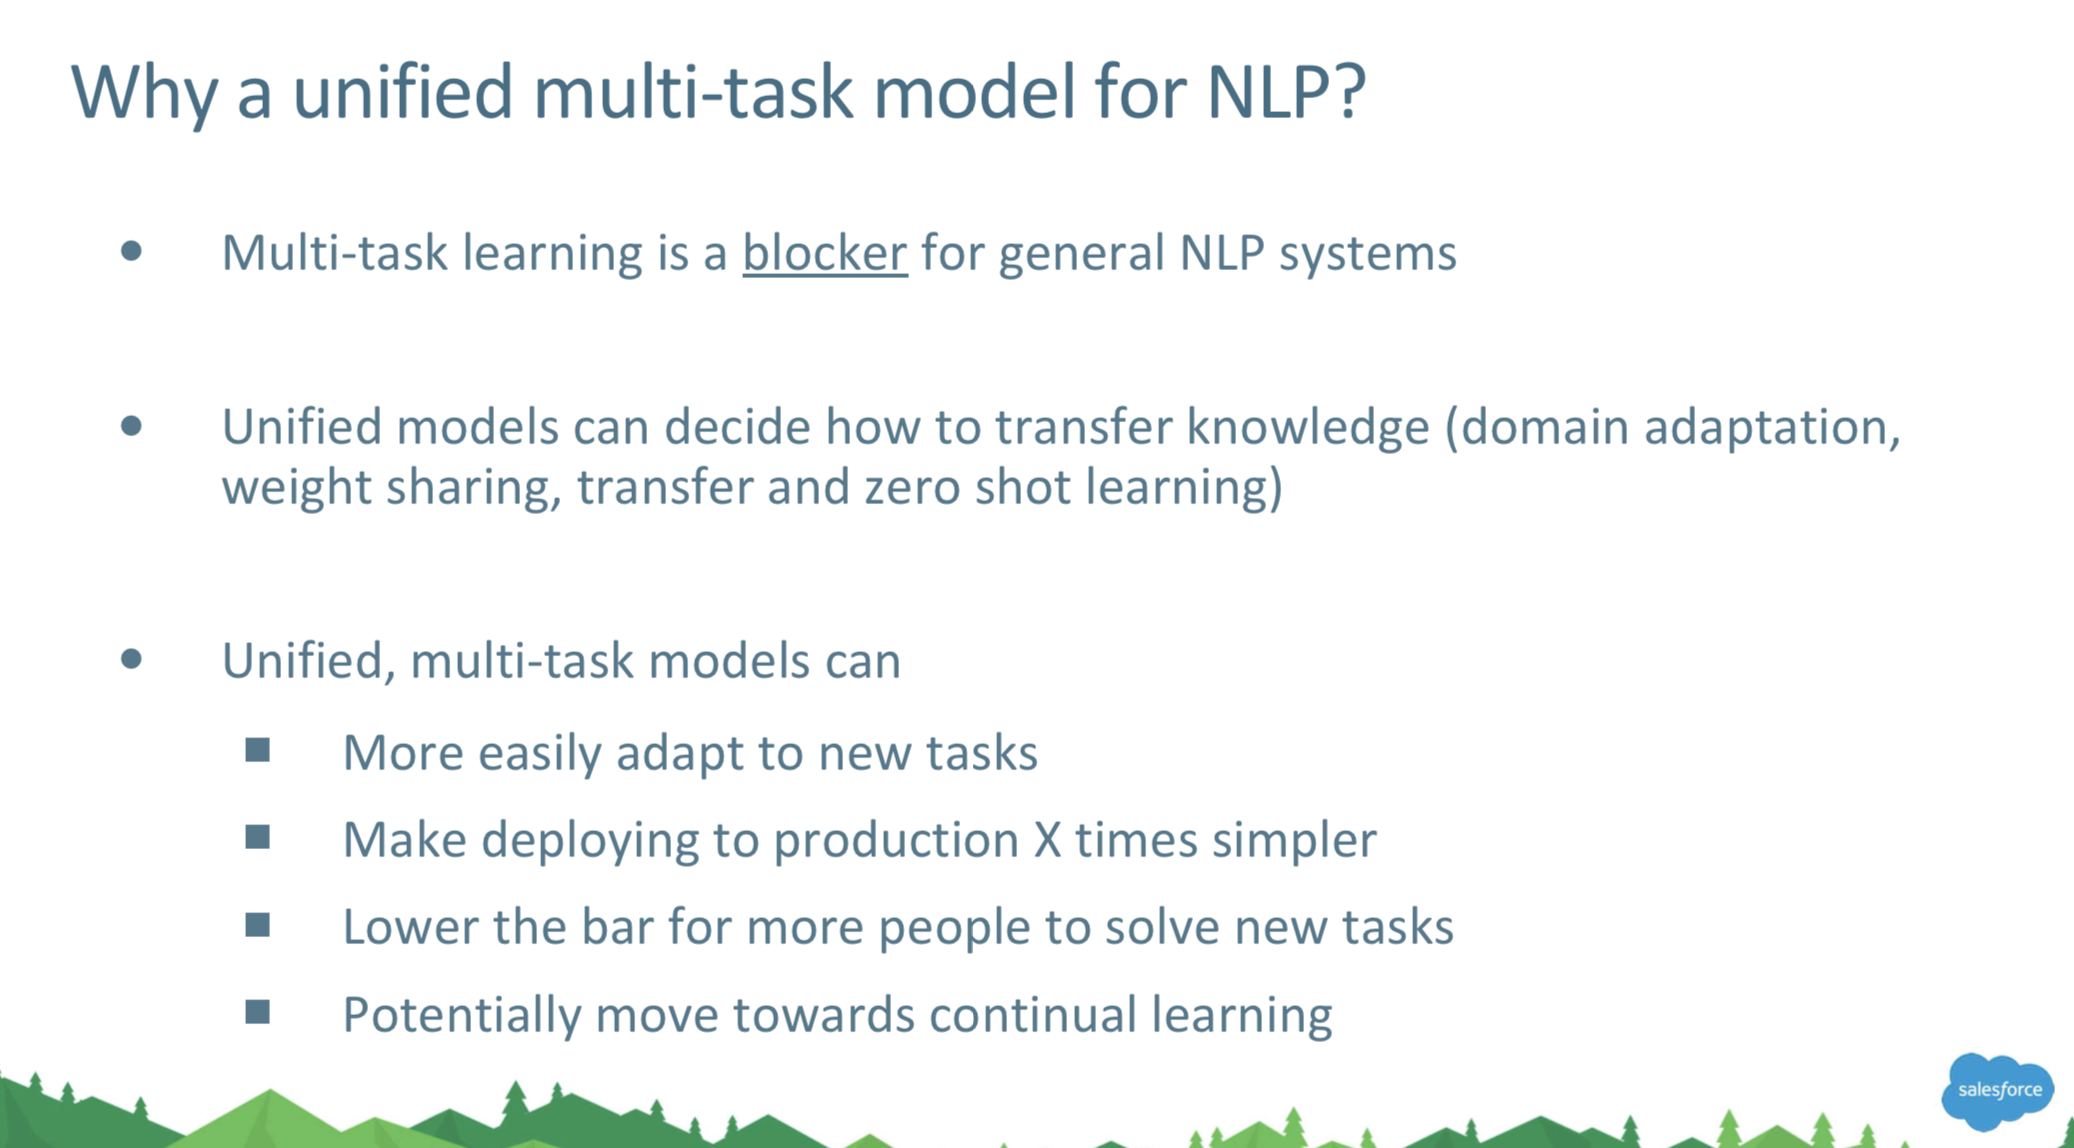 Why a unified multi-task model for NLP?
• Multi-task learning is a blocker for general NLP systems
• Unified models can decide how to transfer knowledge (domain adaptation,
weight sharing, transfer and zero shot learning)
• Unified, multi-task models can
■ More easily adapt to new tasks
■ Make deploying to production X times simpler
■ Lower the bar for more people to solve new tasks
■ Potentially move towards continual learning
salesforce